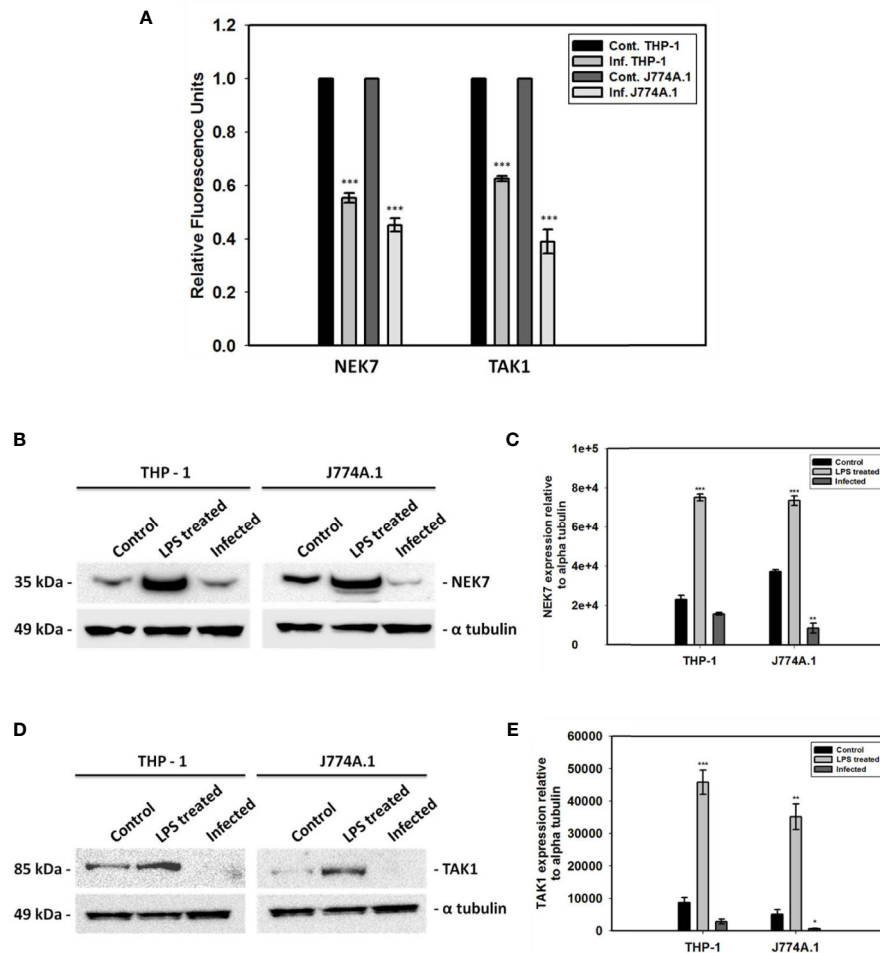 A
1.2
1.0
0.8
0.6
0.4
0.2
0.0
Relative Fluorescence Units
Cont. THP-1
Inf. THP-1
Cont. J774A.1
Inf. J774A.1
***
***
***
***
NEK7 TAK1
B
THP - 1 J774A.1
Control LPS treated Infected Control LPS treated Infected
35 kDa - - NEK7
49 kDa - - α tubulin
C
1e+5
8e+4
6e+4
4e+4
2e+4
0
NEK7 expression relative
to alpha tubulin
Control
LPS treated
Infected
*** *** **
THP-1 J774A.1
D
THP - 1 J774A.1
Control LPS treated Infected Control LPS treated Infected
85 kDa - - TAK1
49 kDa - - α tubulin
E
60000
50000
40000
30000
20000
10000
0
TAK1 expression relative
to alpha tubulin
Control
LPS treated
Infected
*** ** *
THP-1 J774A.1